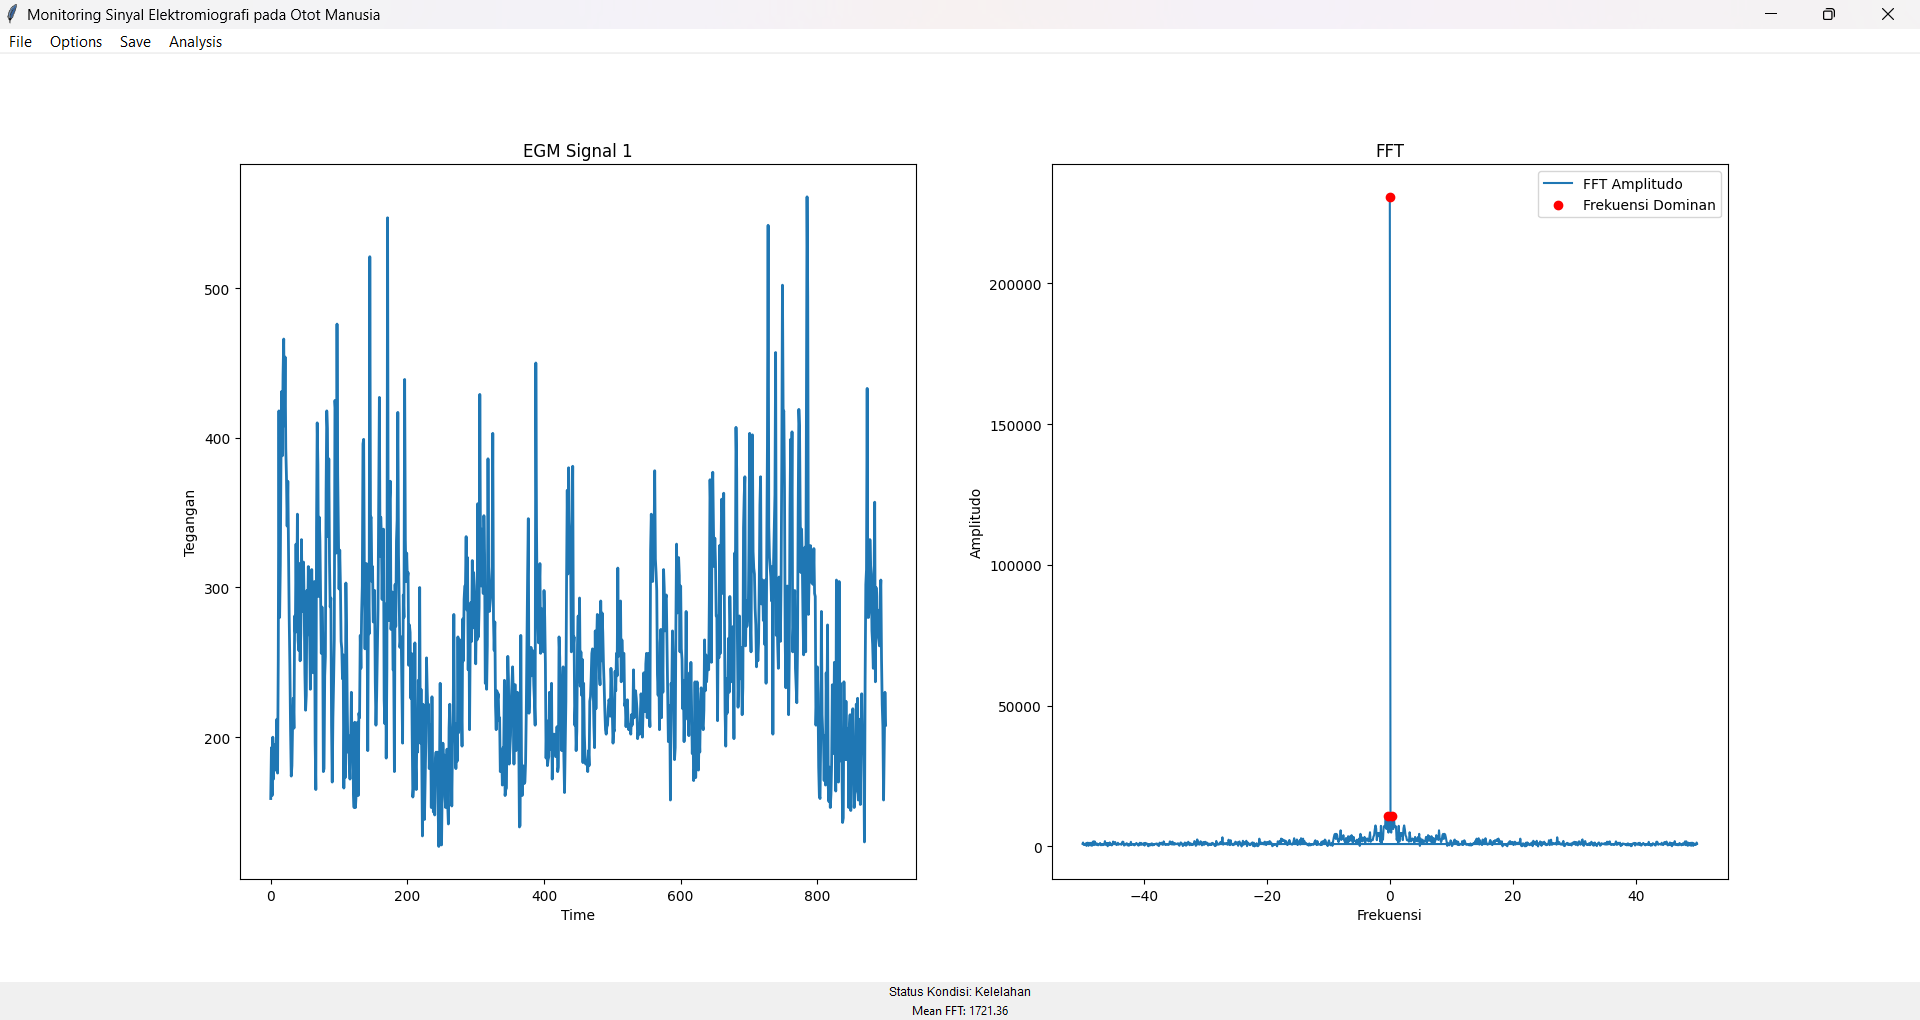 Monitoring Sinyal Elektromiografi pada Otot Manusia
File Options Save Analysis
EGM Signal 1
500
400
300
200
Tegangan
0 200 400 600 800
Time
FFT
FFT Amplitudo
Frekuensi Dominan
200000
150000
100000
50000
0
Amplitudo
−40 −20 0 20 40
Frekuensi
Status Kondisi: Kelelahan
Mean FFT: 1721.36